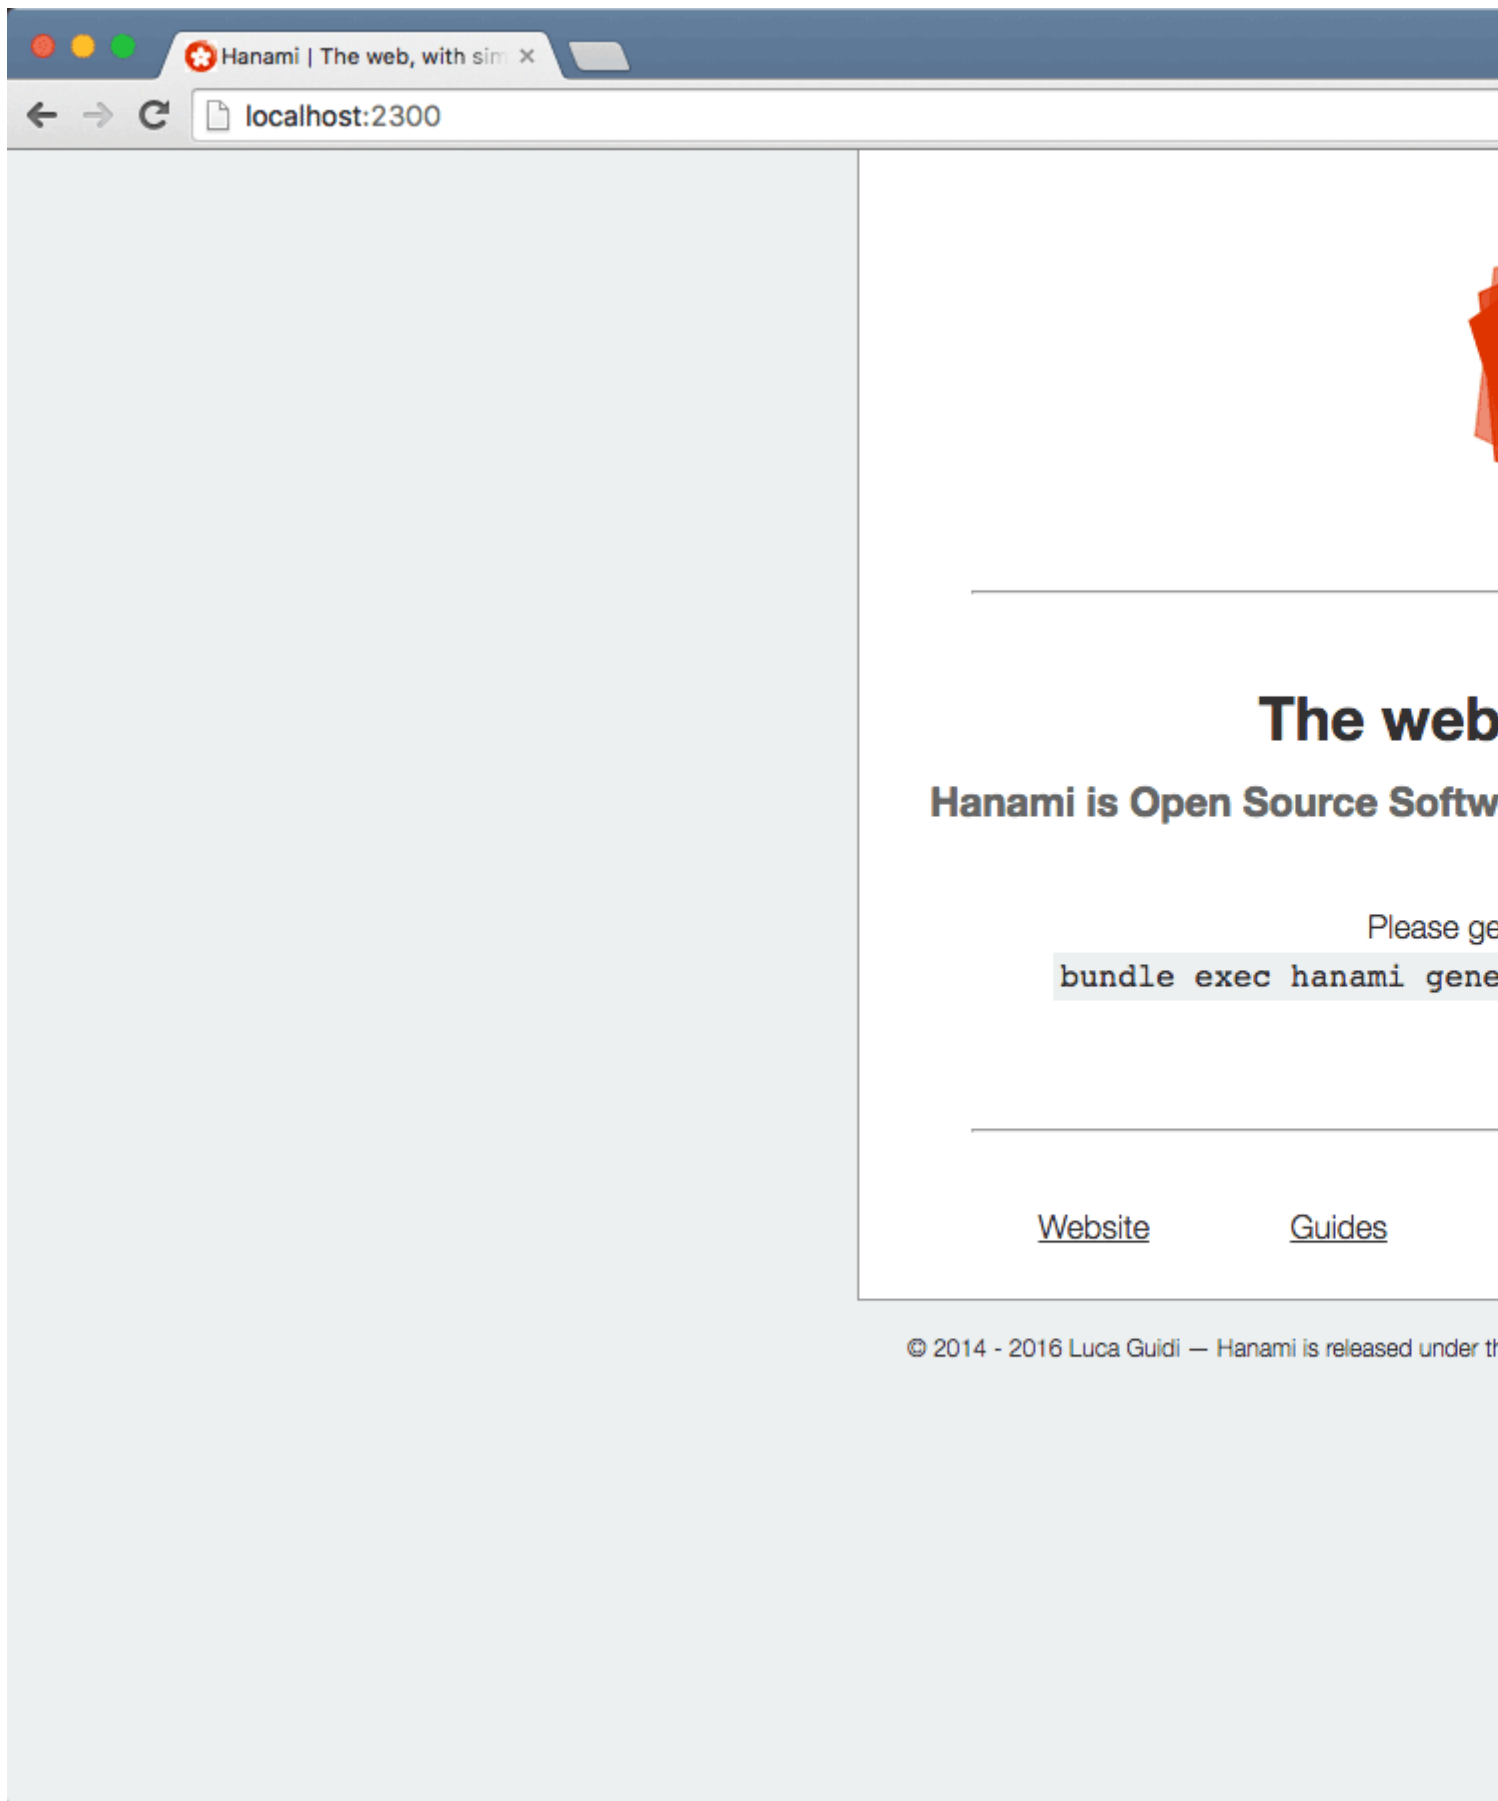 Hanami | The web, with sim
localhost:2300
The web
Hanami is Open Source Softw
Please ge
bundle exec hanami gene
Website Guides
© 2014 - 2016 Luca Guidi — Hanami is released under th